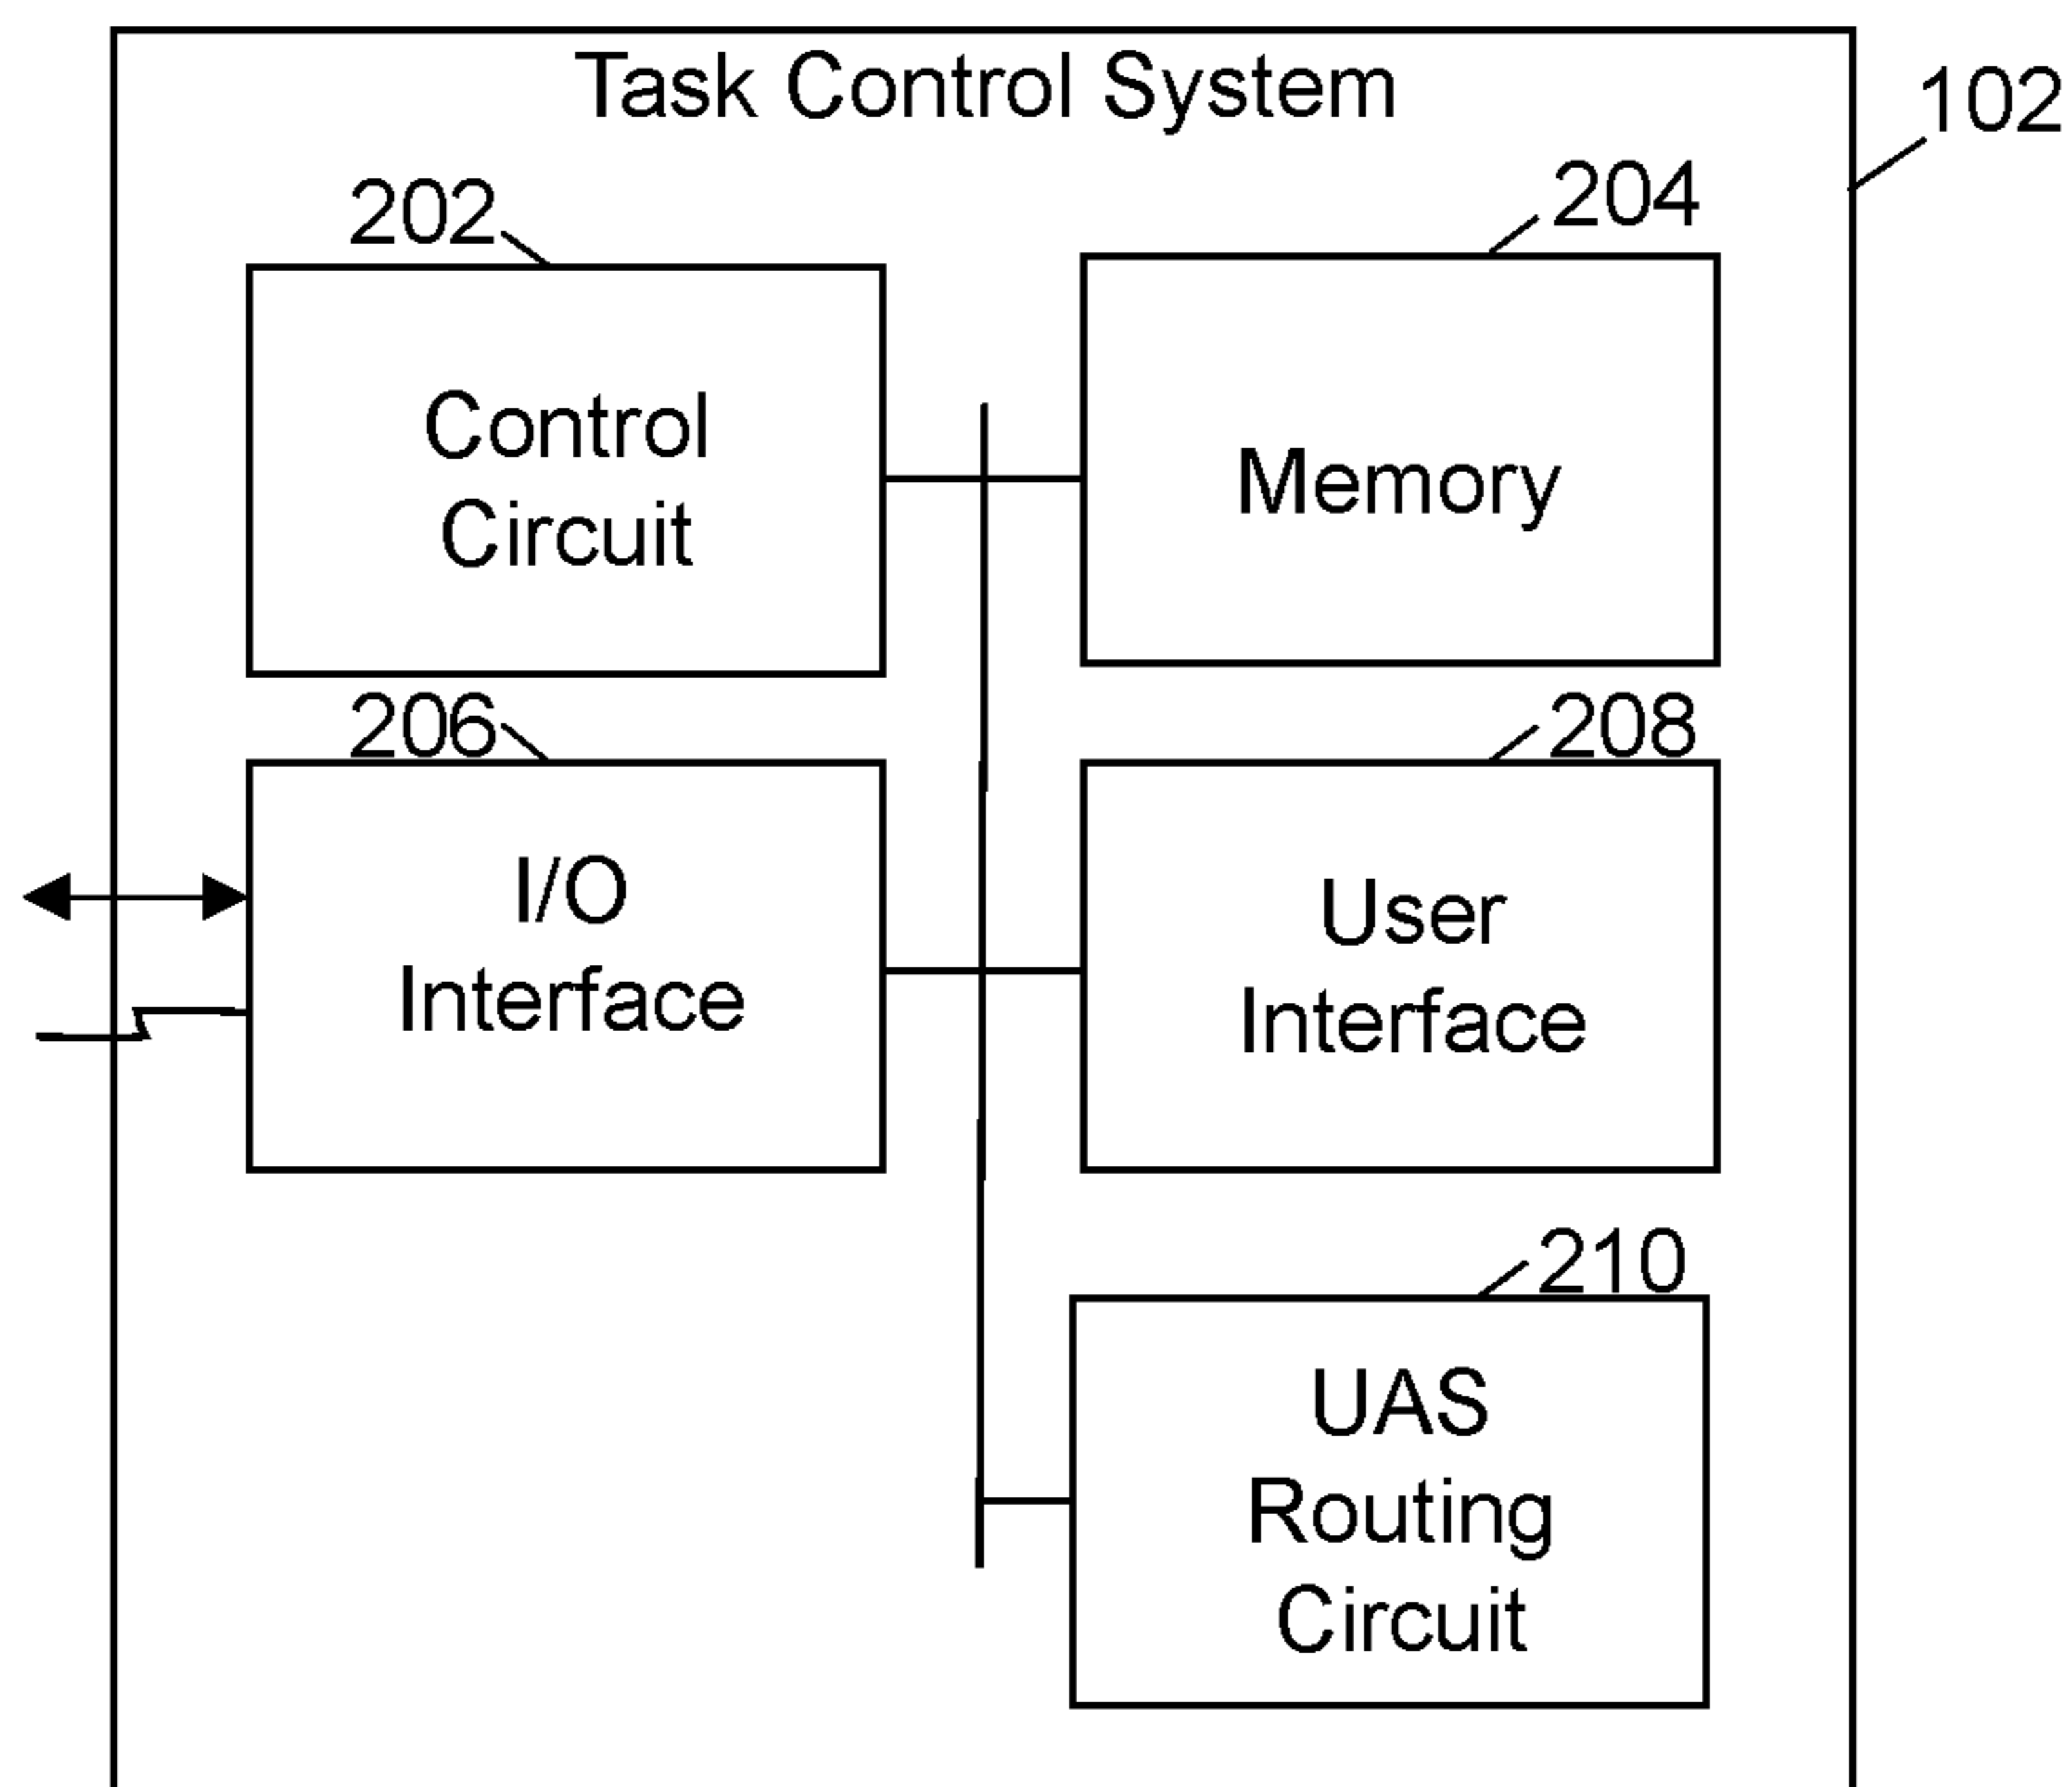 Task Control System
102
202
204
Control
Circuit
Memory
206
208
I/O
Interface
User
Interface
210
UAS
Routing
Circuit